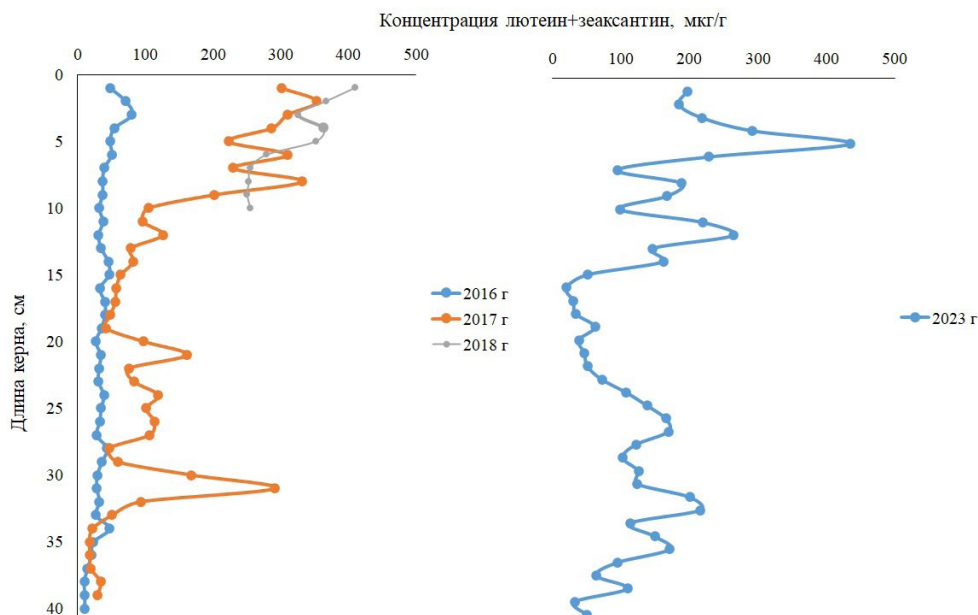 Концентрация лютеин+зеаксантин, мкг/г
0 100 200 300 400 500
0 100 200 300 400 500
Длина керна, см
0
5
10
15
20
25
30
35
40
2016 г
2017 г
2018 г
2023 г